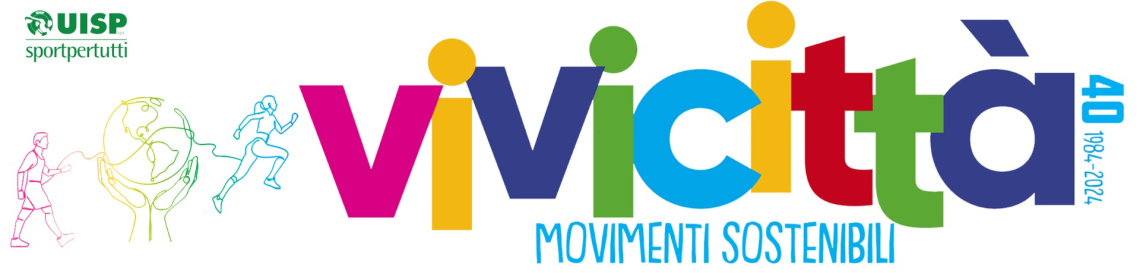 UISP
sportpertutti
vivicittà
40
1984-2024
MOVIMENTI SOSTENIBILI